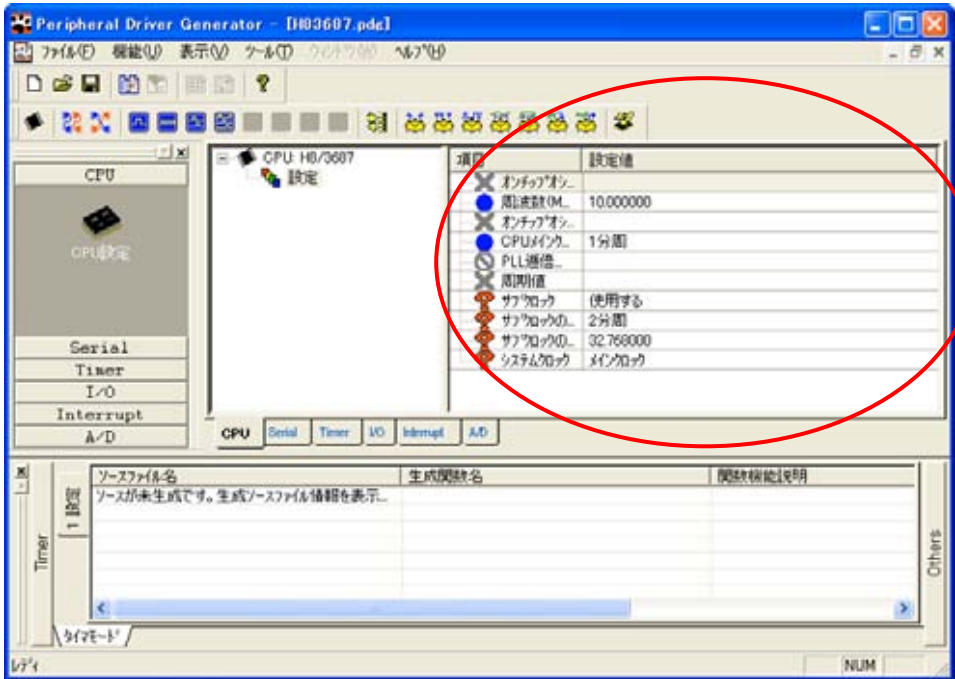 Peripheral Driver Generator - [H83687.pdg]
ファイル(F) 機能(U) 表示(V) ツール(T) ウィンドウ(W) ヘルプ(H)
CPU
CPU設定
Serial
Timer
I/O
Interrupt
A/D
CPU: H8/3687
設定
項目 設定値
オンチップオシ...
周波数(M... 10.000000
オンチップオシ...
CPUメインク... 1分周
PLL逓倍...
周期値
サブクロック 使用する
サブクロックの... 2分周
サブクロックの... 32.768000
システムクロック メインクロック
CPU Serial Timer I/O Interrupt A/D
ソースファイル名 生成関数名 関数機能説明
ソースが未生成です。生成ソースファイル情報を表示...
1 設定
Timer
Others
タイマモード
レディ NUM